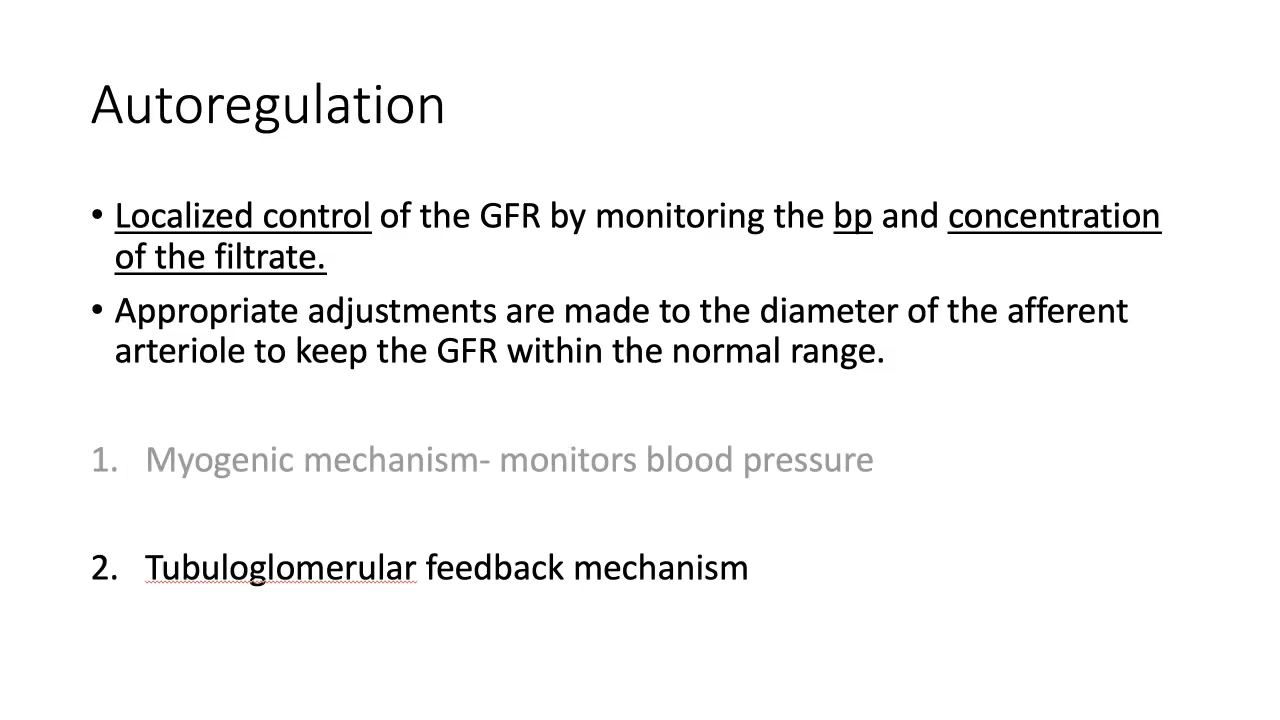 Autoregulation
• Localized control of the GFR by monitoring the bp and concentration
of the filtrate.
• Appropriate adjustments are made to the diameter of the afferent
arteriole to keep the GFR within the normal range.
1. Myogenic mechanism- monitors blood pressure
2. Tubuloglomerular feedback mechanism